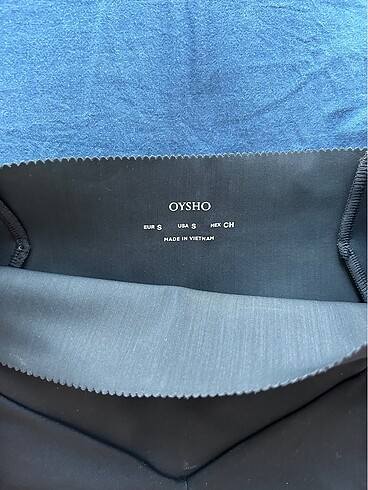 OYSHO
EUR S USA S MEX CH
MADE IN VIETNAM